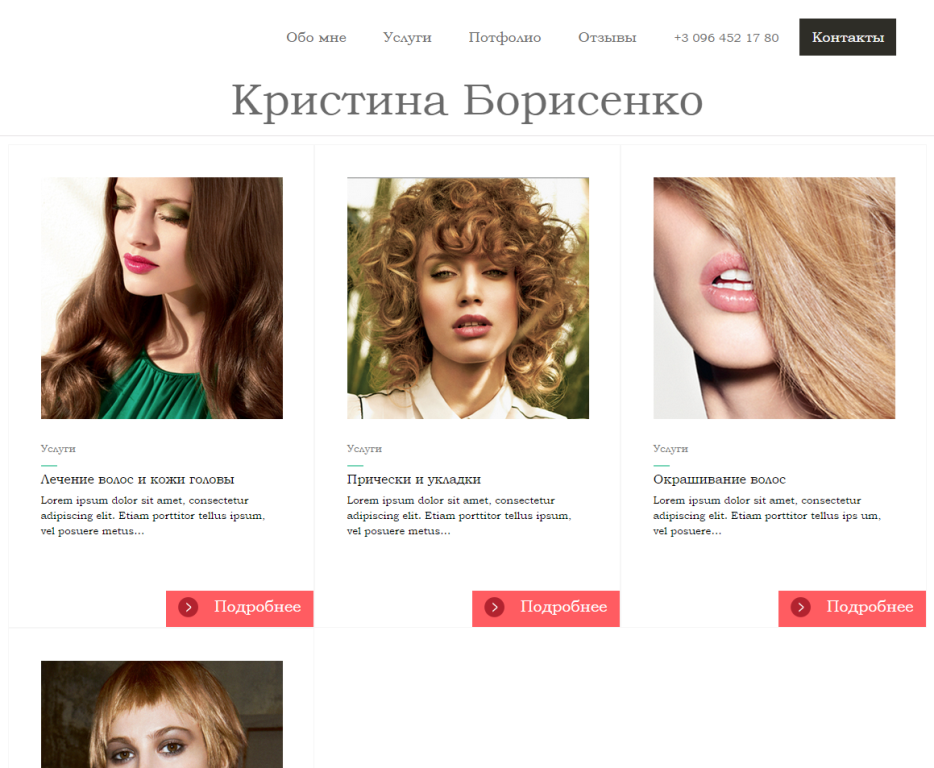 Обо мне Услуги Потфолио Отзывы +3 096 452 17 80 Контакты
Кристина Борисенко
Услуги
Лечение волос и кожи головы
Lorem ipsum dolor sit amet, consectetur
adipiscing elit. Etiam porttitor tellus ipsum,
vel posuere metus...
Подробнее
Услуги
Прически и укладки
Lorem ipsum dolor sit amet, consectetur
adipiscing elit. Etiam porttitor tellus ipsum,
vel posuere metus...
Подробнее
Услуги
Окрашивание волос
Lorem ipsum dolor sit amet, consectetur
adipiscing elit. Etiam porttitor tellus ips um,
vel posuere...
Подробнее